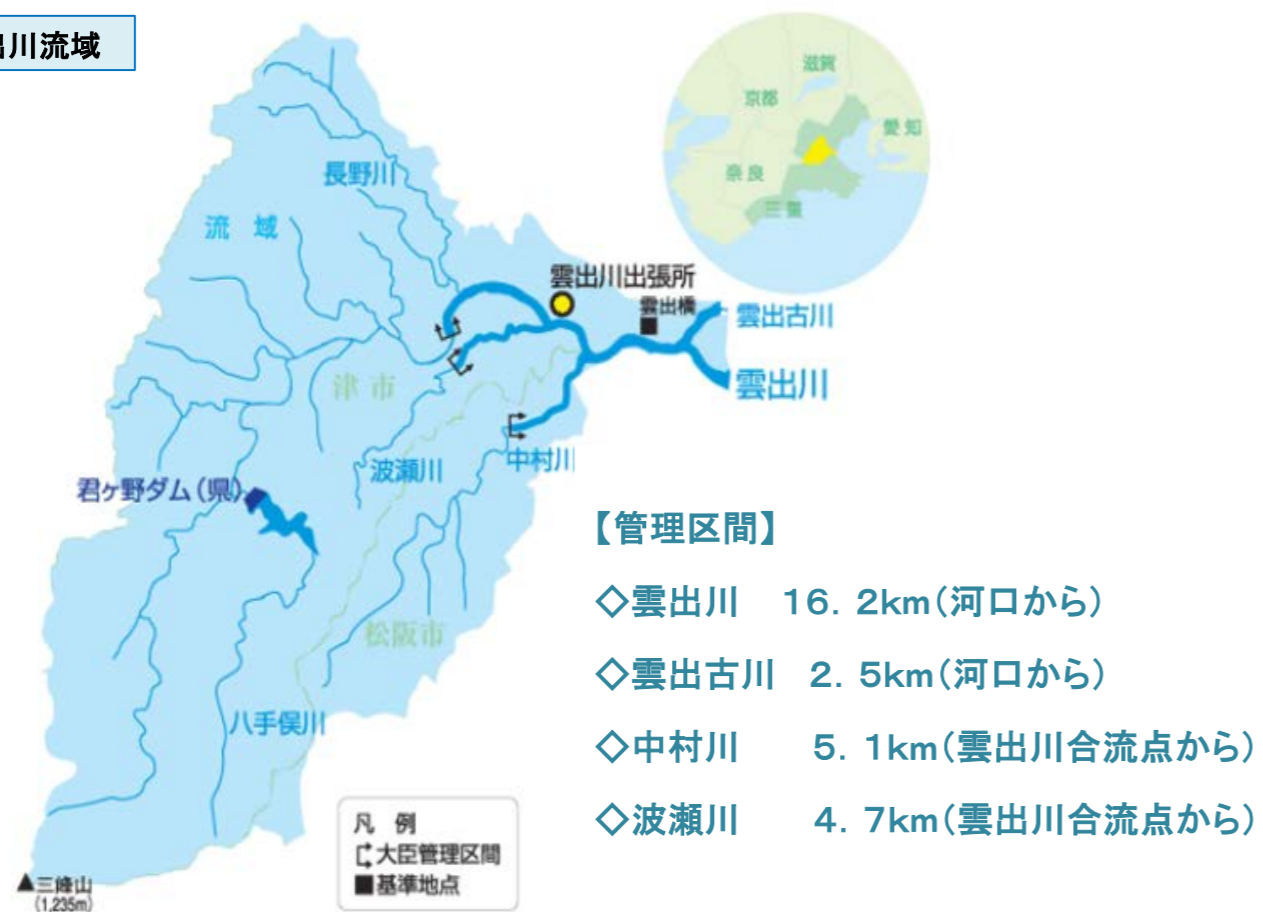 出川流域
滋賀
京都
愛知
奈良
三重
長野川
流域
雲出川出張所
雲出橋
雲出古川
雲出川
津市
波瀬川
中村川
君ヶ野ダム(県)
松阪市
八手俣川
三峰山
(1,235m)
凡 例
大臣管理区間
■基準地点
【管理区間】
◇雲出川 16.2km(河口から)
◇雲出古川 2.5km(河口から)
◇中村川 5.1km(雲出川合流点から)
◇波瀬川 4.7km(雲出川合流点から)